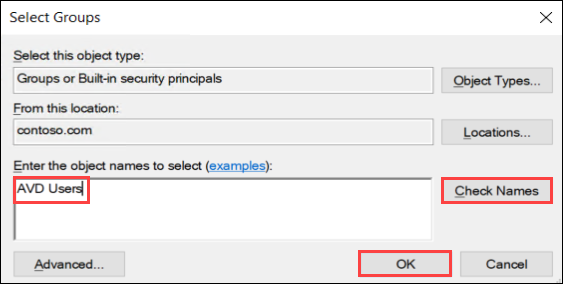 Select Groups
Select this object type:
Groups or Built-in security principals
Object Types...
From this location:
contoso.com
Locations...
Enter the object names to select (examples):
AVD Users
Check Names
Advanced...
OK
Cancel